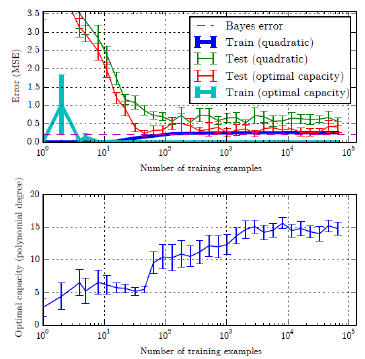 3.5
3.0
2.5
2.0
1.5
1.0
0.5
0.0
Error (MSE)
Bayes error
Train (quadratic)
Test (quadratic)
Test (optimal capacity)
Train (optimal capacity)
10^0 10^1 10^2 10^3 10^4 10^5
Number of training examples
20
15
10
5
0
Optimal capacity (polynomial degree)
10^0 10^1 10^2 10^3 10^4 10^5
Number of training examples